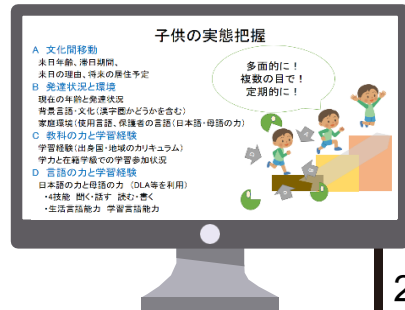 子供の実態把握
A 文化間移動
来日年齢、滞日期間、
来日の理由、将来の居住予定
B 発達状況と環境
現在の年齢と発達状況
背景言語・文化(漢字圏かどうかを含む)
家庭環境(使用言語、保護者の言語(日本語・母語の力)
C 教科の力と学習経験
学習経験(出身国・地域のカリキュラム)
学力と在籍学級での学習参加状況
D 言語の力と学習経験
日本語の力と母語の力 (DLA等を利用)
・4技能 聞く・話す 読む・書く
・生活言語能力 学習言語能力
多面的に!
複数の目で!
定期的に!
2